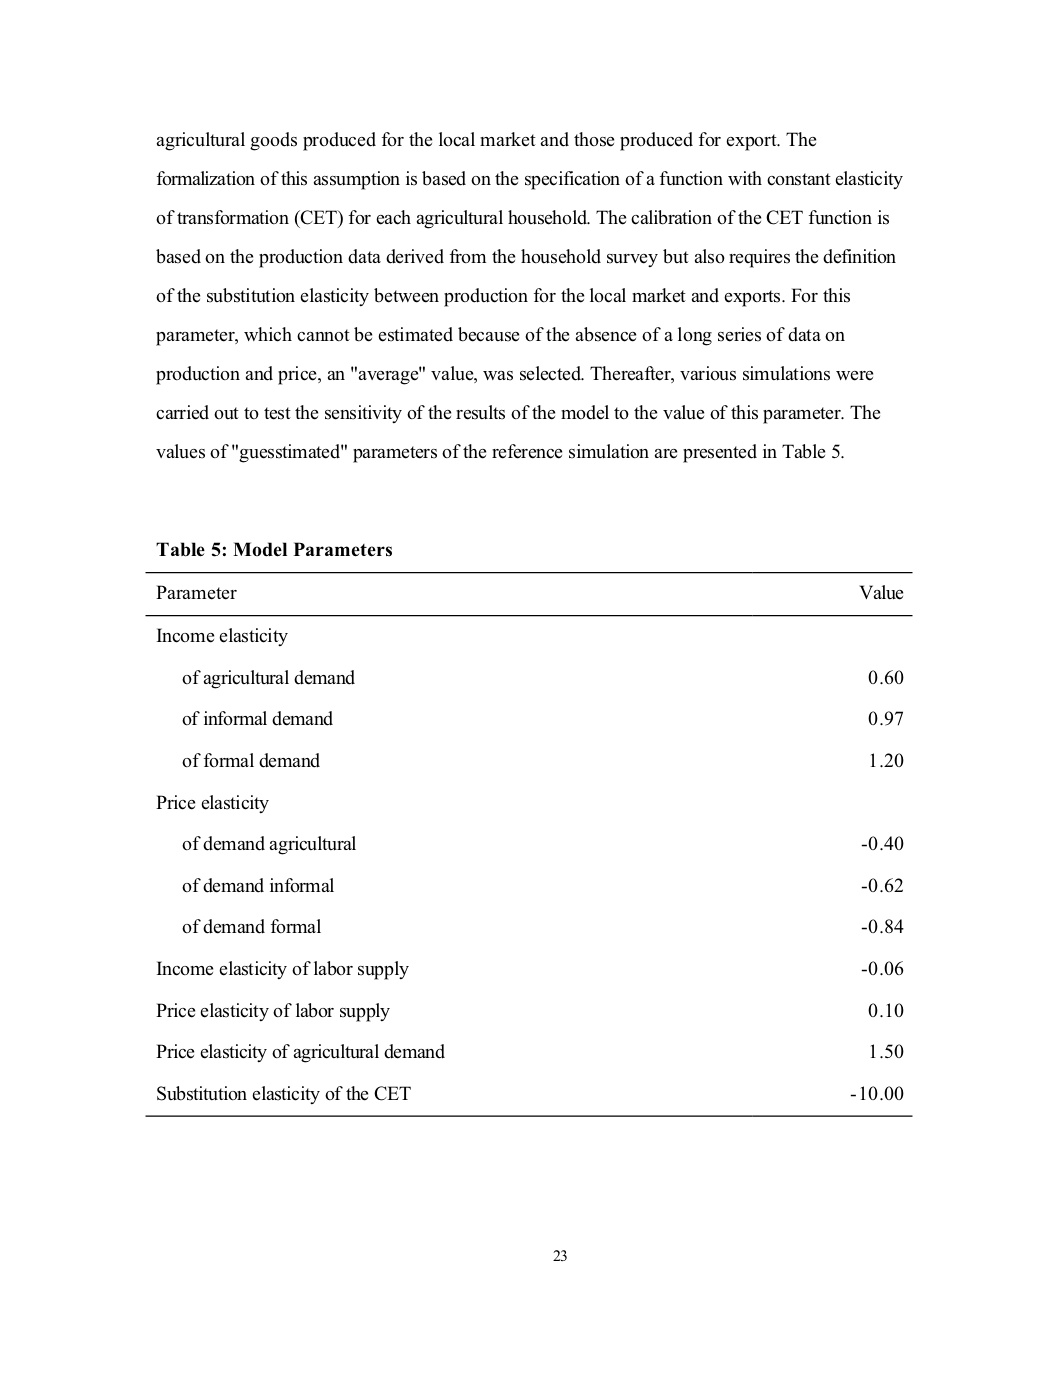 agricultural goods produced for the local market and those produced for export. The
formalization of this assumption is based on the specification of a function with constant elasticity
of transformation (CET) for each agricultural household. The calibration of the CET function is
based on the production data derived from the household survey but also requires the definition
of the substitution elasticity between production for the local market and exports. For this
parameter, which cannot be estimated because of the absence of a long series of data on
production and price, an "average" value, was selected. Thereafter, various simulations were
carried out to test the sensitivity of the results of the model to the value of this parameter. The
values of "guesstimated" parameters of the reference simulation are presented in Table 5.
Table 5: Model Parameters
Parameter Value
Income elasticity
of agricultural demand 0.60
of informal demand 0.97
of formal demand 1.20
Price elasticity
of demand agricultural -0.40
of demand informal -0.62
of demand formal -0.84
Income elasticity of labor supply -0.06
Price elasticity of labor supply 0.10
Price elasticity of agricultural demand 1.50
Substitution elasticity of the CET -10.00
23